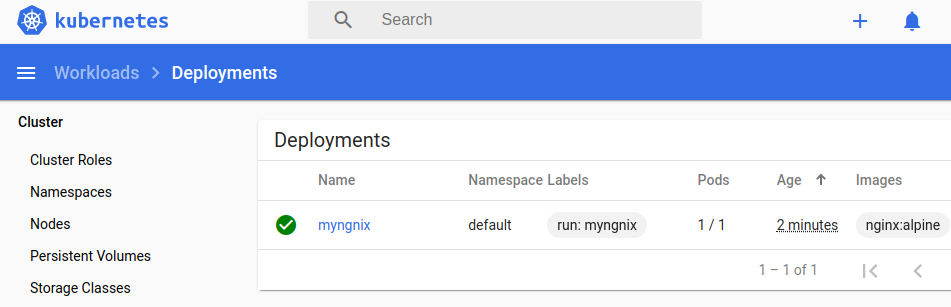 kubernetes
Search
Workloads > Deployments
Cluster
Cluster Roles
Namespaces
Nodes
Persistent Volumes
Storage Classes
Deployments
Name Namespace Labels Pods Age ↑ Images
myngnix default run: myngnix 1 / 1 2 minutes nginx:alpine
1 – 1 of 1